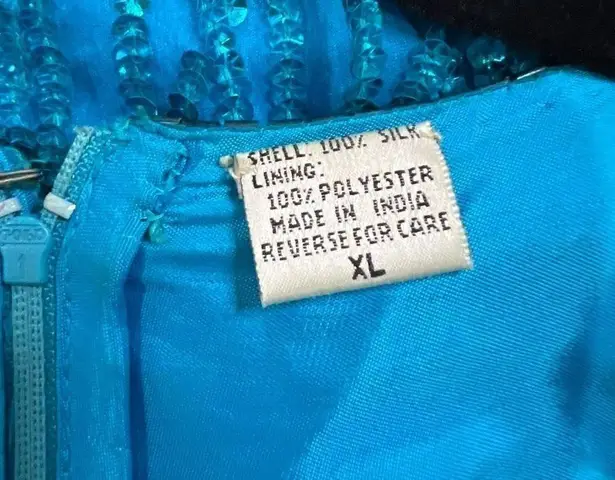 SHELL: 100% SILK
LINING:
100% POLYESTER
MADE IN INDIA
REVERSE FOR CARE
XL